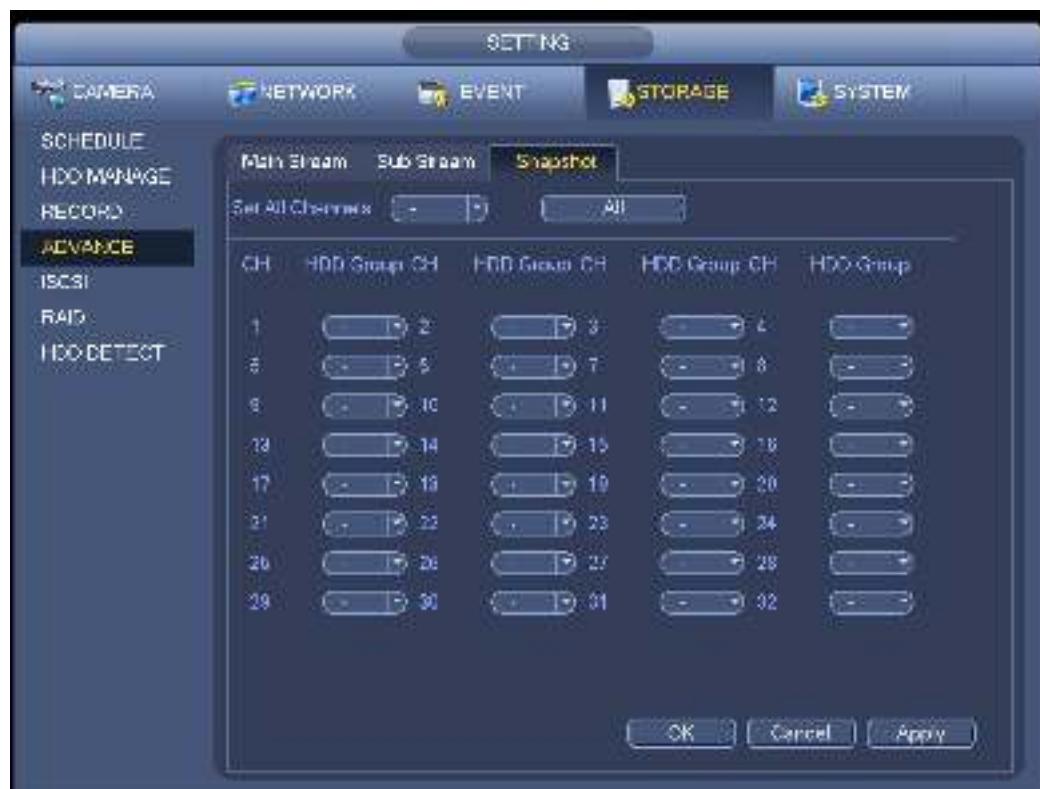 SETTING
CAMERA NETWORK EVENT STORAGE SYSTEM
SCHEDULE
HDD MANAGE
RECORD
ADVANCE
ISCSI
RAID
HDD DETECT
Main Stream Sub Stream Snapshot
Set All Channels - All
CH HDD Group CH HDD Group CH HDD Group CH HDD Group
1 - 2 - 3 - 4 -
5 - 6 - 7 - 8 -
9 - 10 - 11 - 12 -
13 - 14 - 15 - 16 -
17 - 18 - 19 - 20 -
21 - 22 - 23 - 24 -
25 - 26 - 27 - 28 -
29 - 30 - 31 - 32 -
OK Cancel Apply